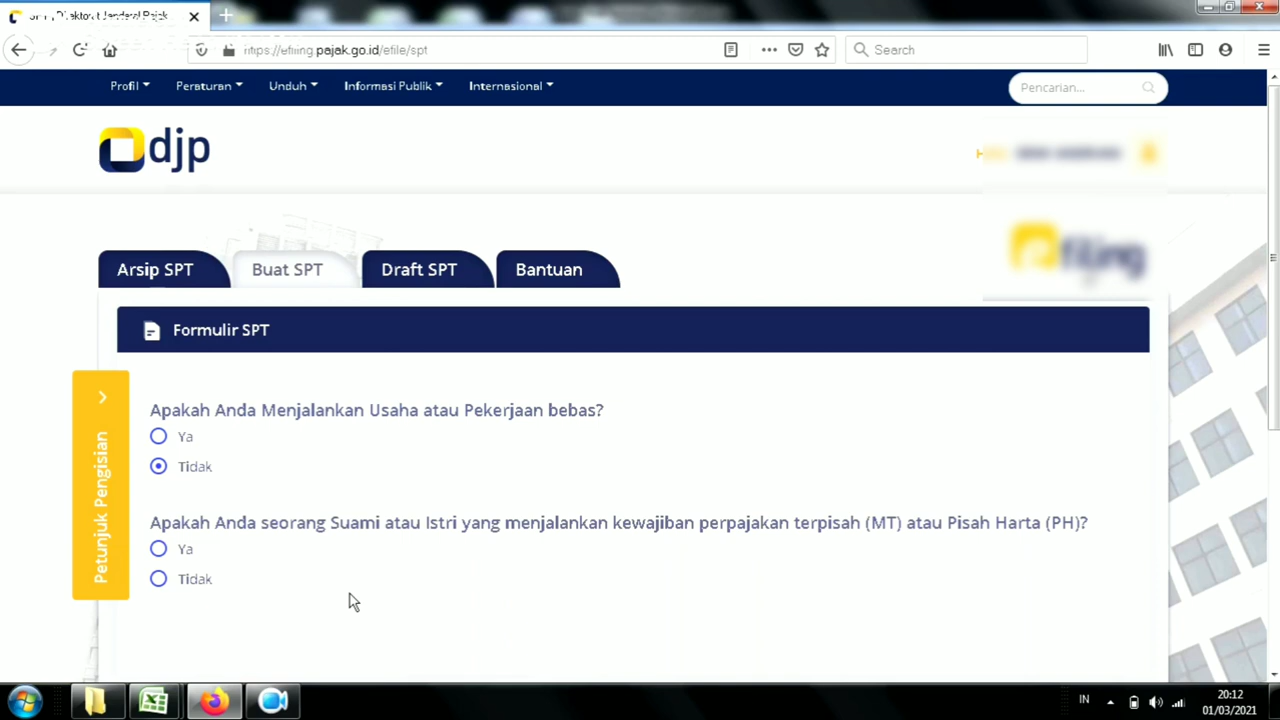 https://efiling.pajak.go.id/efile/spt
Search
Profil
Peraturan
Unduh
Informasi Publik
Internasional
Pencarian...
djp
Arsip SPT
Buat SPT
Draft SPT
Bantuan
filing
Formulir SPT
Petunjuk Pengisian
Apakah Anda Menjalankan Usaha atau Pekerjaan bebas?
Ya
Tidak
Apakah Anda seorang Suami atau Istri yang menjalankan kewajiban perpajakan terpisah (MT) atau Pisah Harta (PH)?
Ya
Tidak
IN
20:12
01/03/2021